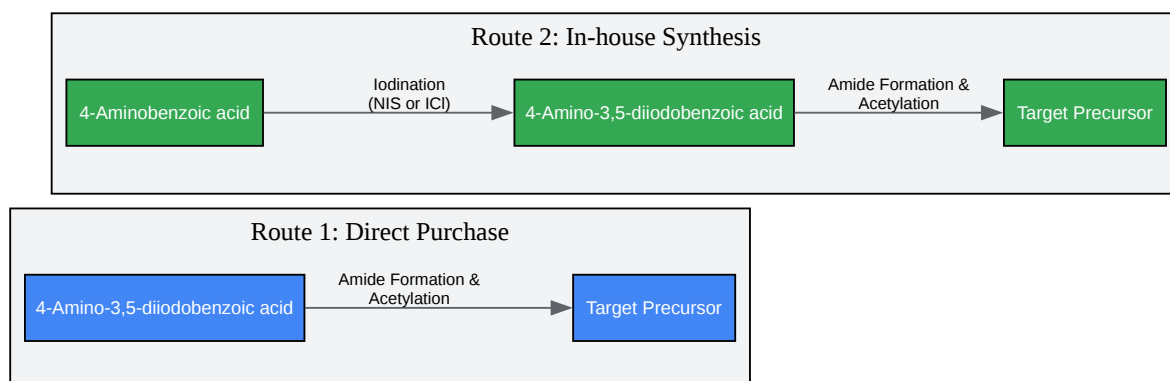 Route 2: In-house Synthesis
Iodination
(NIS or ICl)
Amide Formation &
Acetylation
4-Aminobenzoic acid
4-Amino-3,5-diiodobenzoic acid
Target Precursor
Route 1: Direct Purchase
Amide Formation &
Acetylation
4-Amino-3,5-diiodobenzoic acid
Target Precursor